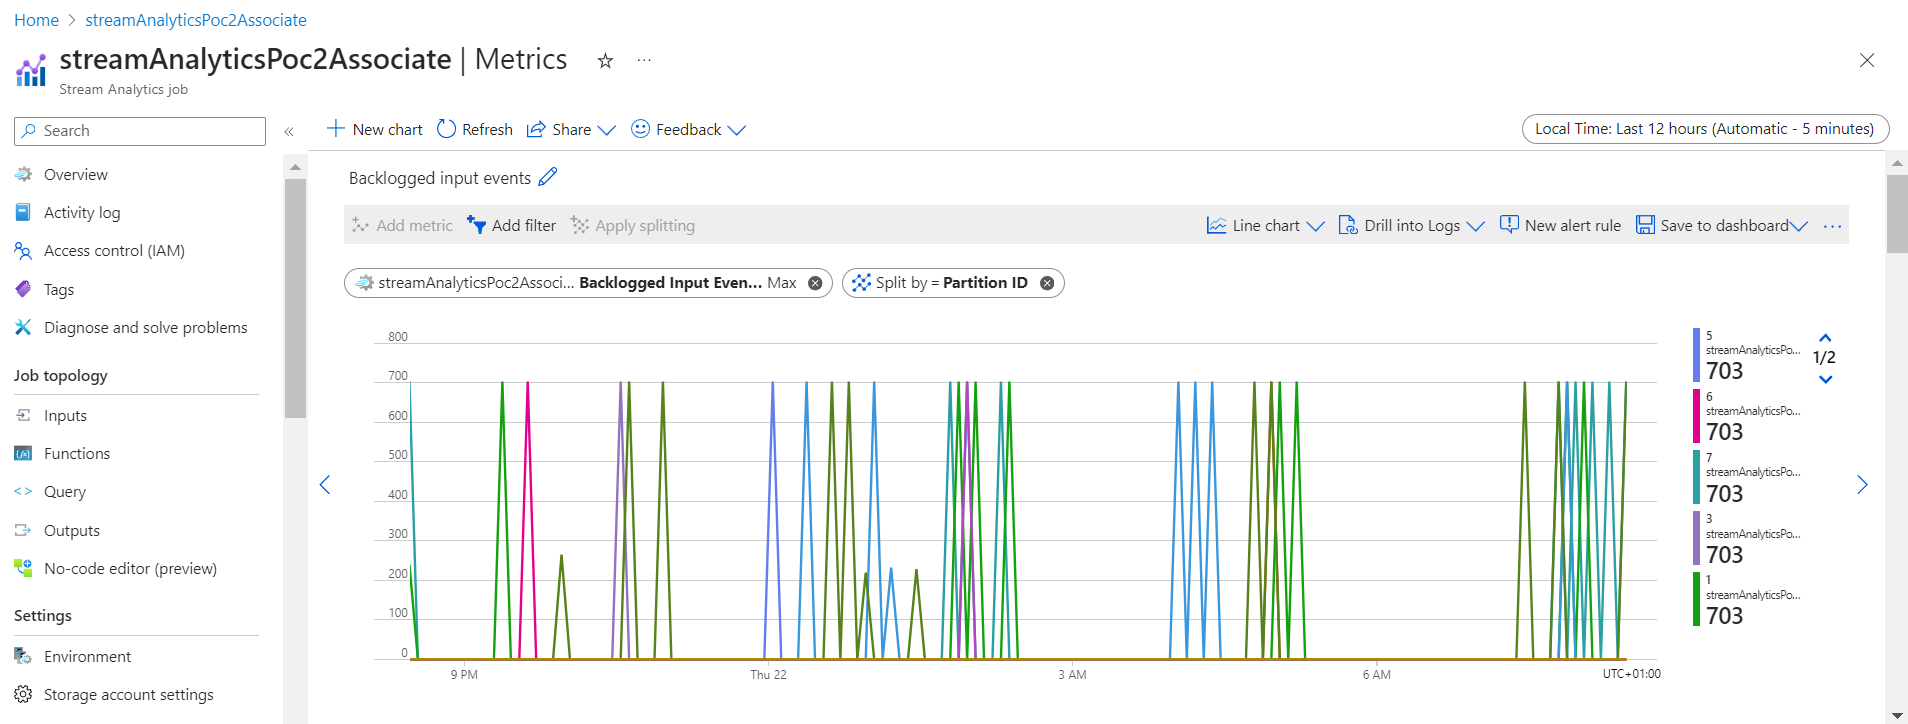 Home > streamAnalyticsPoc2Associate
streamAnalyticsPoc2Associate | Metrics
Stream Analytics job
Search
Overview
Activity log
Access control (IAM)
Tags
Diagnose and solve problems
Job topology
Inputs
Functions
Query
Outputs
No-code editor (preview)
Settings
Environment
Storage account settings
New chart Refresh Share Feedback
Local Time: Last 12 hours (Automatic - 5 minutes)
Backlogged input events
Add metric Add filter Apply splitting Line chart Drill into Logs New alert rule Save to dashboard
streamAnalyticsPoc2Associ... Backlogged Input Even... Max Split by = Partition ID
800
700
600
500
400
300
200
100
0
9 PM Thu 22 3 AM 6 AM UTC+01:00
5
streamAnalyticsPo...
703
6
streamAnalyticsPo...
703
7
streamAnalyticsPo...
703
3
streamAnalyticsPo...
703
1
streamAnalyticsPo...
703
1/2